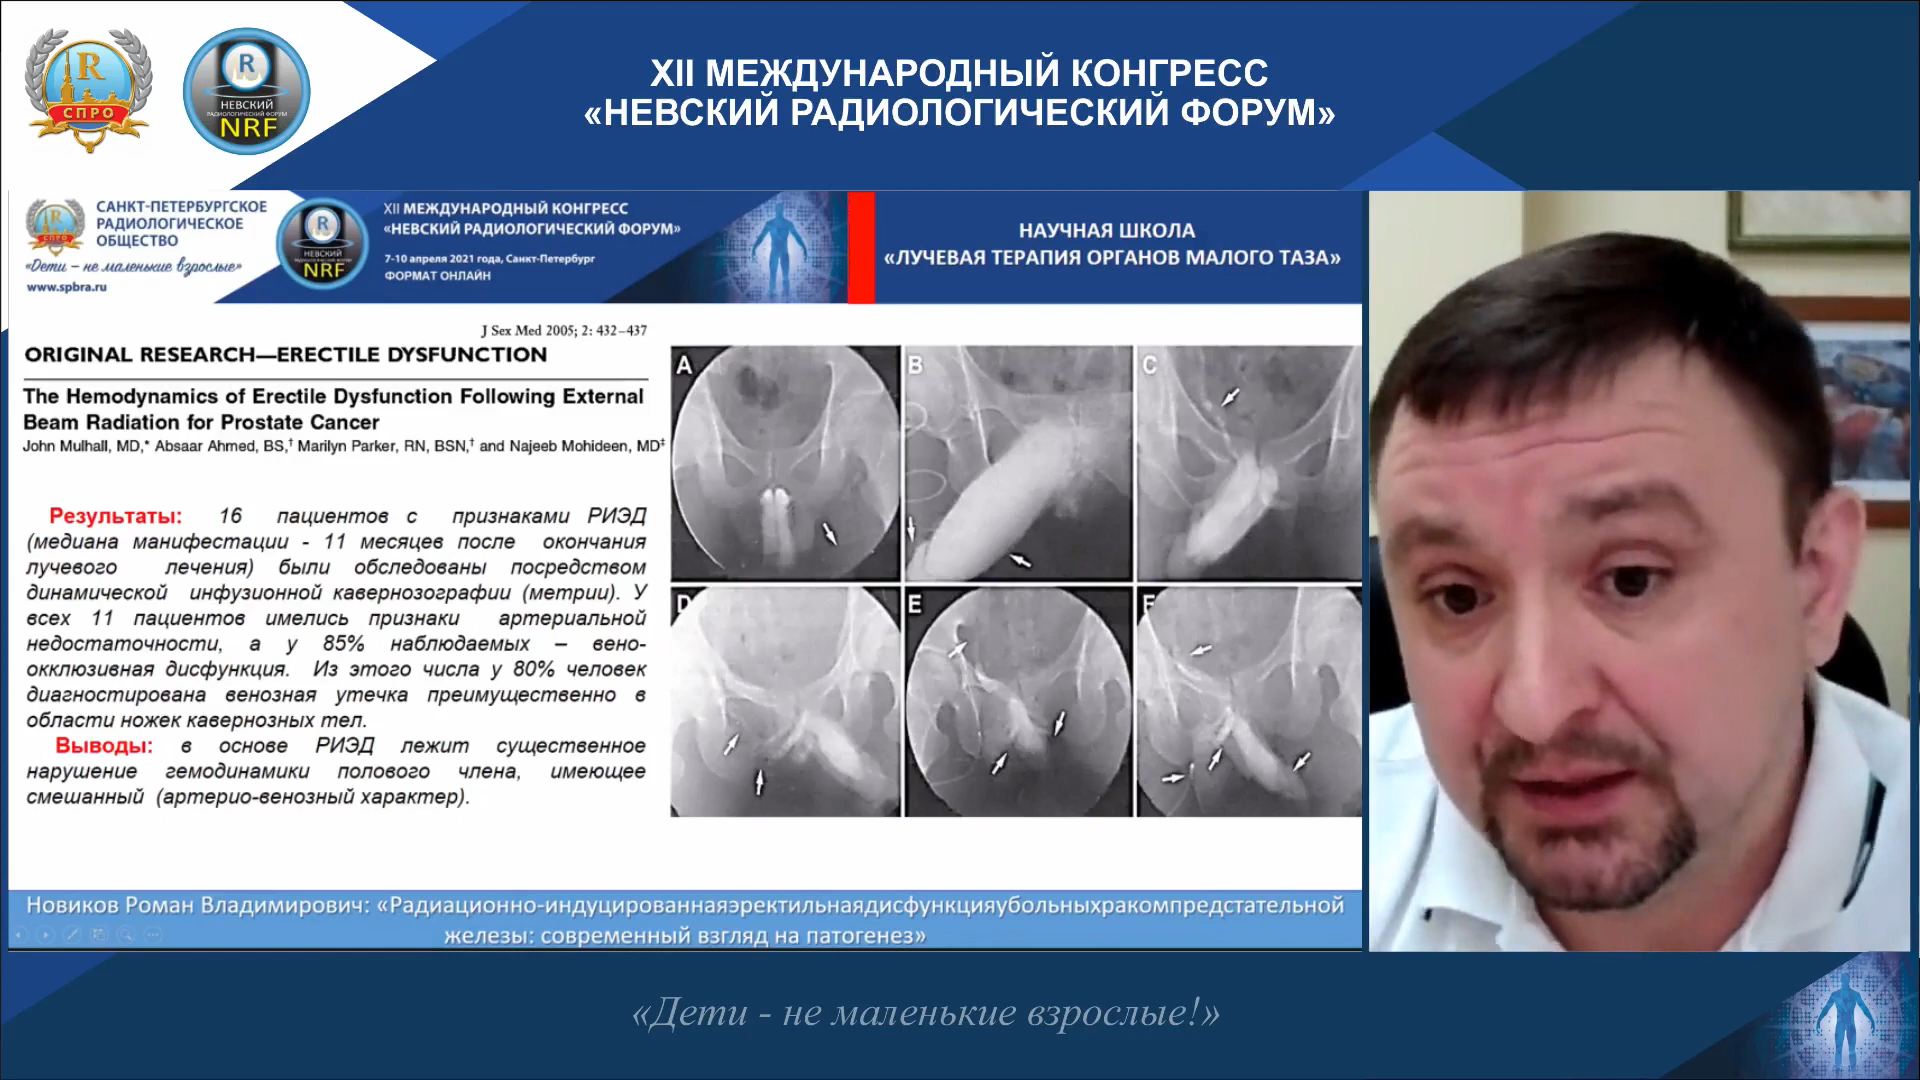 R
СПРО
R
НЕВСКИЙ
РАДИОЛОГИЧЕСКИЙ ФОРУМ
NRF
XII МЕЖДУНАРОДНЫЙ КОНГРЕСС
«НЕВСКИЙ РАДИОЛОГИЧЕСКИЙ ФОРУМ»
САНКТ-ПЕТЕРБУРГСКОЕ
РАДИОЛОГИЧЕСКОЕ
ОБЩЕСТВО
«Дети – не маленькие взрослые»
www.spbra.ru
R
НЕВСКИЙ
NRF
XII МЕЖДУНАРОДНЫЙ КОНГРЕСС
«НЕВСКИЙ РАДИОЛОГИЧЕСКИЙ ФОРУМ»
7-10 апреля 2021 года, Санкт-Петербург
ФОРМАТ ОНЛАЙН
НАУЧНАЯ ШКОЛА
«ЛУЧЕВАЯ ТЕРАПИЯ ОРГАНОВ МАЛОГО ТАЗА»
J Sex Med 2005; 2: 432–437
ORIGINAL RESEARCH—ERECTILE DYSFUNCTION
The Hemodynamics of Erectile Dysfunction Following External
Beam Radiation for Prostate Cancer
John Mulhall, MD,* Absaar Ahmed, BS,† Marilyn Parker, RN, BSN,† and Najeeb Mohideen, MD‡
Результаты: 16 пациентов с признаками РИЭД
(медиана манифестации - 11 месяцев после окончания
лучевого лечения) были обследованы посредством
динамической инфузионной кавернозографии (метрии). У
всех 11 пациентов имелись признаки артериальной
недостаточности, а у 85% наблюдаемых – вено-
окклюзивная дисфункция. Из этого числа у 80% человек
диагностирована венозная утечка преимущественно в
области ножек кавернозных тел.
Выводы: в основе РИЭД лежит существенное
нарушение гемодинамики полового члена, имеющее
смешанный (артерио-венозный характер).
A
B
C
D
E
F
Новиков Роман Владимирович: «Радиационно-индуцированнаяэректильнаядисфункцияубольныхракомпредстательной
железы: современный взгляд на патогенез»
«Дети - не маленькие взрослые!»